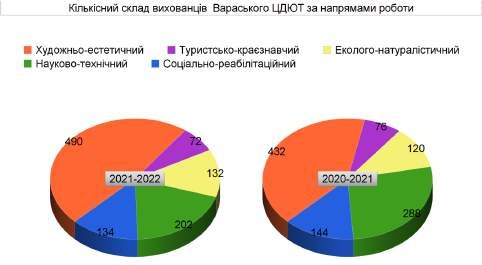 Кількісний склад вихованців Вараського ЦДЮТ за напрямами роботи
Художньо-естетичний Туристсько-краєзнавчий Еколого-натуралістичний
Науково-технічний Соціально-реабілітаційний
490 72 132 202 134
2021-2022
432 76 120 288 144
2020-2021